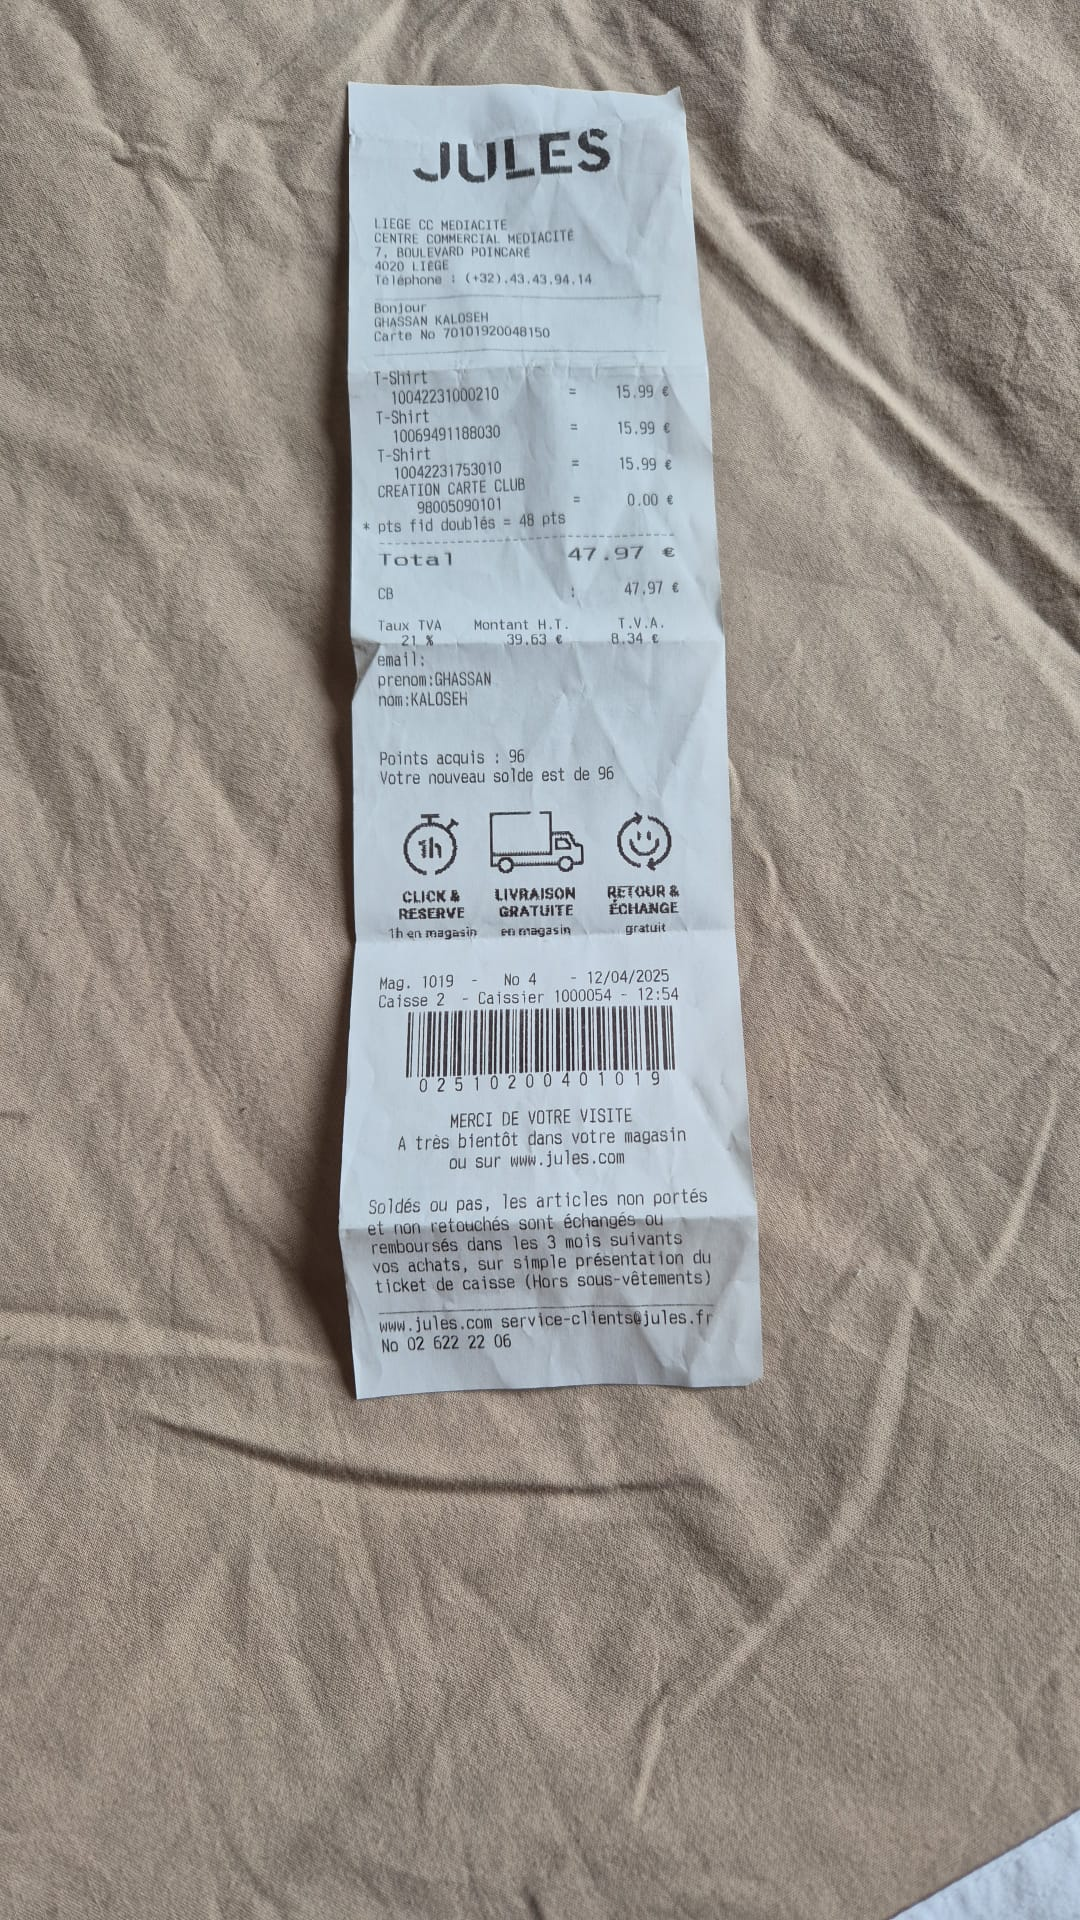 JULES
LIEGE CC MEDIACITE
CENTRE COMMERCIAL MEDIACITÉ
7, BOULEVARD POINCARÉ
4020 LIÈGE
Téléphone : (+32).43.43.94.14
Bonjour
GHASSAN KALOSEH
Carte No 70101920048150
T-Shirt
10042231000210 = 15.99 €
T-Shirt
10069491188030 = 15.99 €
T-Shirt
10042231753010 = 15.99 €
CREATION CARTE CLUB
98005090101 = 0.00 €
* pts fid doublés = 48 pts
Total 47.97 €
CB : 47.97 €
Taux TVA Montant H.T. T.V.A.
21 % 39.63 € 8.34 €
email:
prenom:GHASSAN
nom:KALOSEH
Points acquis : 96
Votre nouveau solde est de 96
1h
CLICK & RESERVE
1h en magasin
LIVRAISON GRATUITE
en magasin
RETOUR & ÉCHANGE
gratuit
Mag. 1019 - No 4 - 12/04/2025
Caisse 2 - Caissier 1000054 - 12:54
02510200401019
MERCI DE VOTRE VISITE
A très bientôt dans votre magasin
ou sur www.jules.com
Soldés ou pas, les articles non portés
et non retouchés sont échangés ou
remboursés dans les 3 mois suivants
vos achats, sur simple présentation du
ticket de caisse (Hors sous-vêtements)
www.jules.com service-clients@jules.fr
No 02 622 22 06